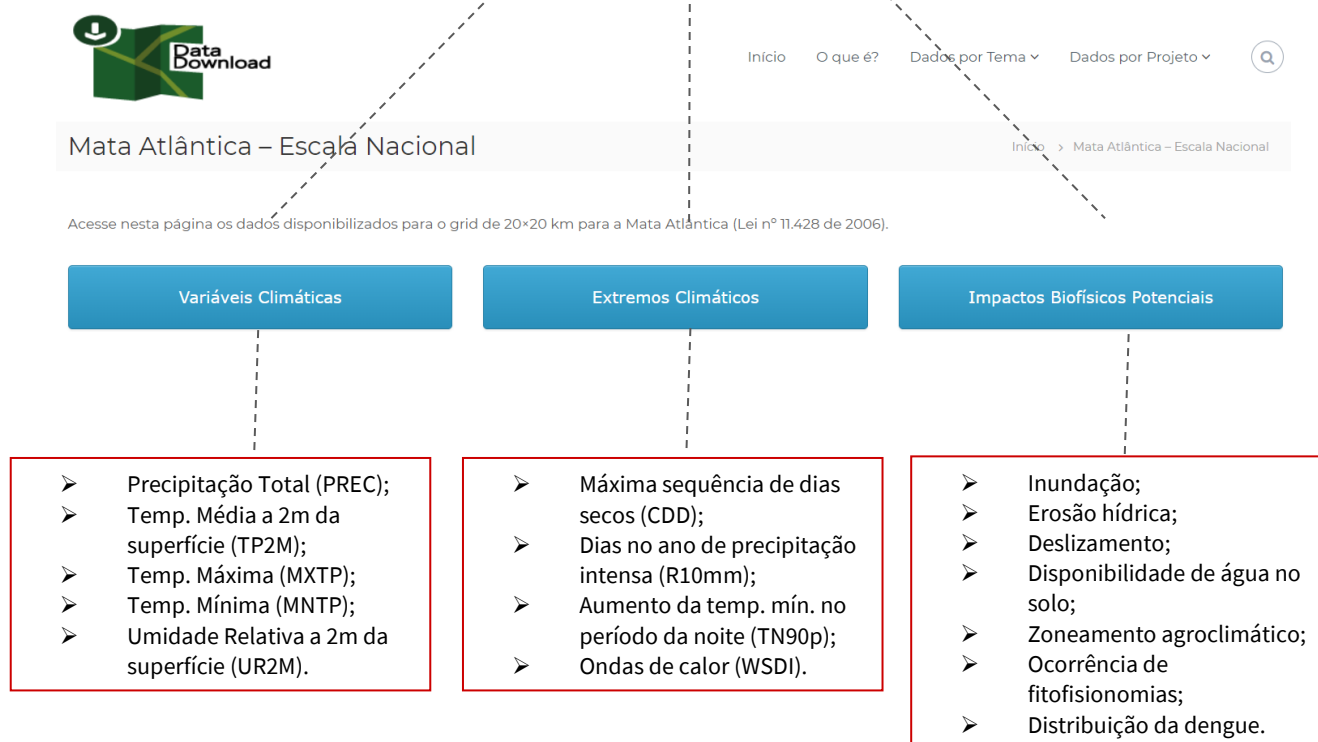 Data
Download
Início
O que é?
Dados por Tema
Dados por Projeto
Mata Atlântica – Escala Nacional
Início > Mata Atlântica – Escala Nacional
Acesse nesta página os dados disponibilizados para o grid de 20×20 km para a Mata Atlântica (Lei nº 11.428 de 2006).
Variáveis Climáticas
Extremos Climáticos
Impactos Biofísicos Potenciais
➢ Precipitação Total (PREC);
➢ Temp. Média a 2m da
superfície (TP2M);
➢ Temp. Máxima (MXTP);
➢ Temp. Mínima (MNTP);
➢ Umidade Relativa a 2m da
superfície (UR2M).
➢ Máxima sequência de dias
secos (CDD);
➢ Dias no ano de precipitação
intensa (R10mm);
➢ Aumento da temp. mín. no
período da noite (TN90p);
➢ Ondas de calor (WSDI).
➢ Inundação;
➢ Erosão hídrica;
➢ Deslizamento;
➢ Disponibilidade de água no
solo;
➢ Zoneamento agroclimático;
➢ Ocorrência de
fitofisionomias;
➢ Distribuição da dengue.